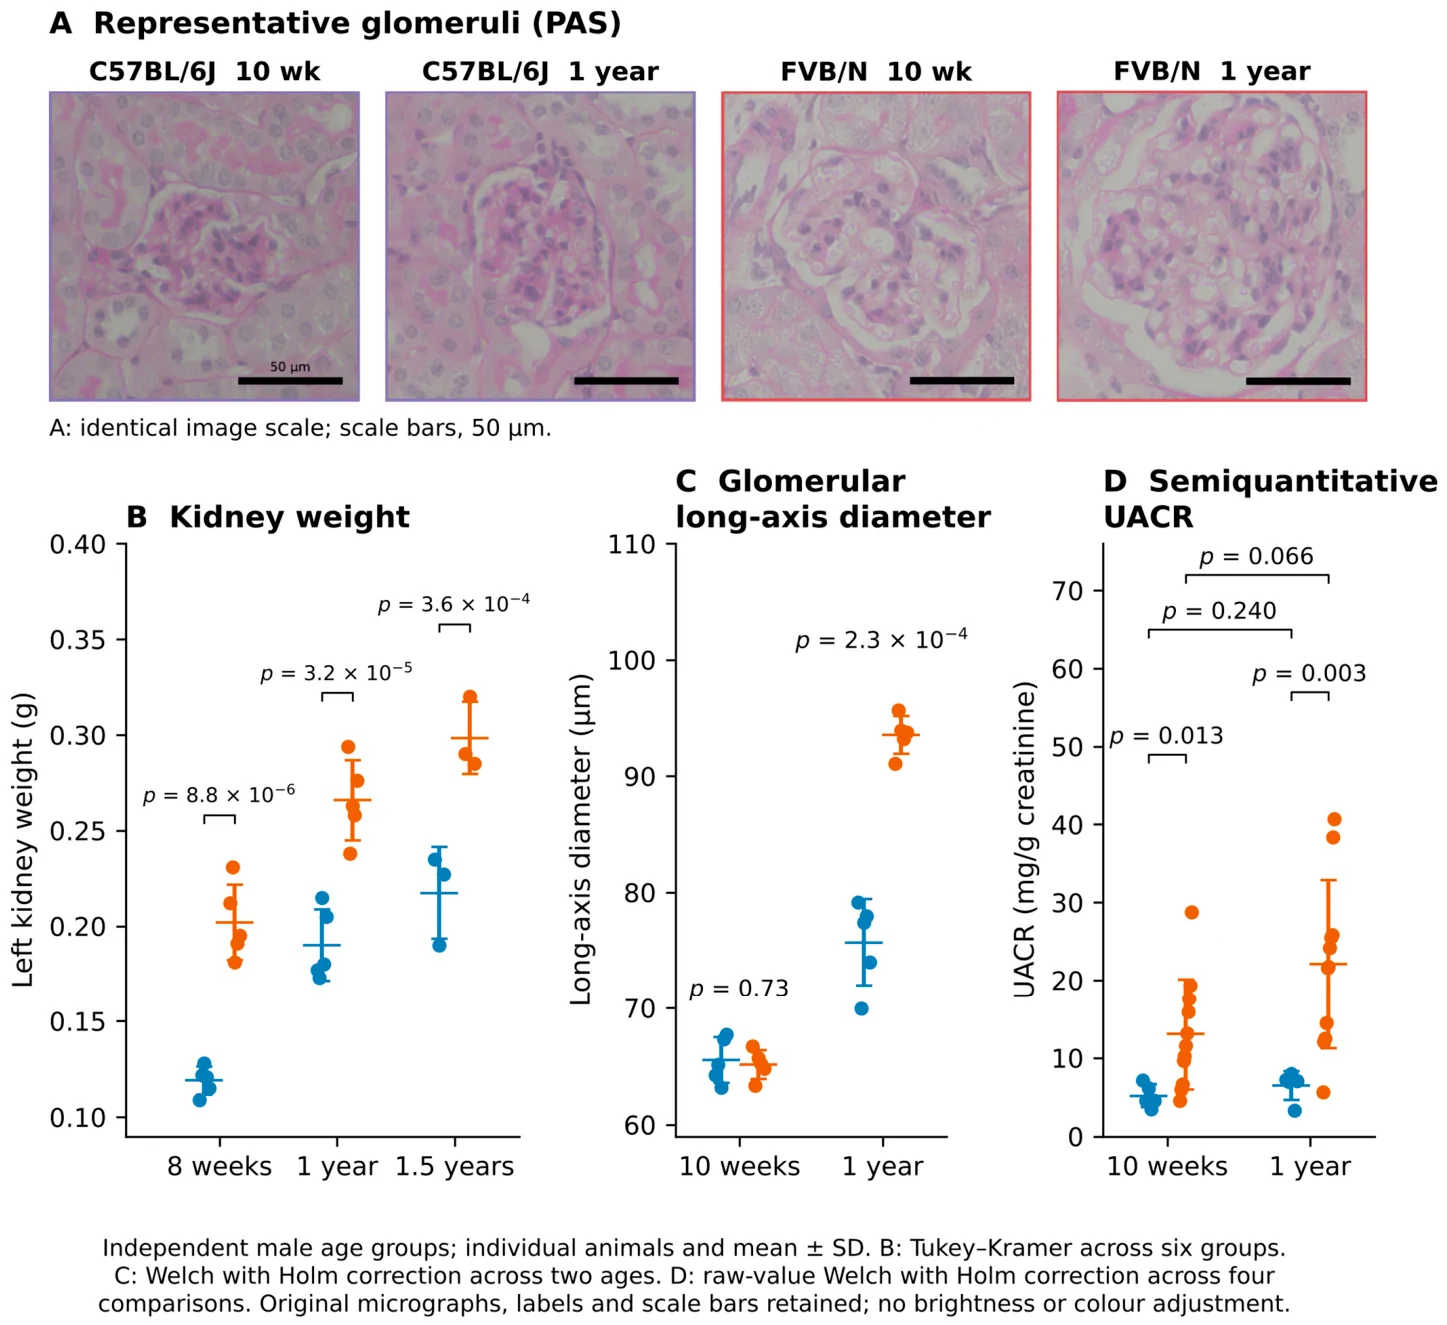 A Representative glomeruli (PAS)
C57BL/6J 10 wk
C57BL/6J 1 year
FVB/N 10 wk
FVB/N 1 year
50 µm
A: identical image scale; scale bars, 50 µm.
B Kidney weight
Left kidney weight (g)
0.40
0.35
0.30
0.25
0.20
0.15
0.10
p = 8.8 × 10⁻⁶
p = 3.2 × 10⁻⁵
p = 3.6 × 10⁻⁴
8 weeks
1 year
1.5 years
C Glomerular
long-axis diameter
Long-axis diameter (µm)
110
100
90
80
70
60
p = 0.73
p = 2.3 × 10⁻⁴
10 weeks
1 year
D Semiquantitative
UACR
UACR (mg/g creatinine)
70
60
50
40
30
20
10
0
p = 0.066
p = 0.240
p = 0.003
p = 0.013
10 weeks
1 year
Independent male age groups; individual animals and mean ± SD. B: Tukey–Kramer across six groups.
C: Welch with Holm correction across two ages. D: raw-value Welch with Holm correction across four
comparisons. Original micrographs, labels and scale bars retained; no brightness or colour adjustment.